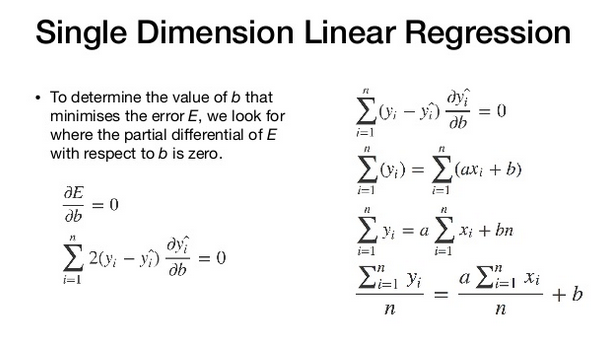 Single Dimension Linear Regression
• To determine the value of b that
minimises the error E, we look for
where the partial differential of E
with respect to b is zero.
∂E/∂b = 0
∑_{i=1}^{n} 2(y_i − ŷ_i) ∂ŷ_i/∂b = 0
∑_{i=1}^{n} (y_i − ŷ_i) ∂ŷ_i/∂b = 0
∑_{i=1}^{n} (y_i) = ∑_{i=1}^{n} (ax_i + b)
∑_{i=1}^{n} y_i = a ∑_{i=1}^{n} x_i + bn
∑_{i=1}^{n} y_i / n = a ∑_{i=1}^{n} x_i / n + b